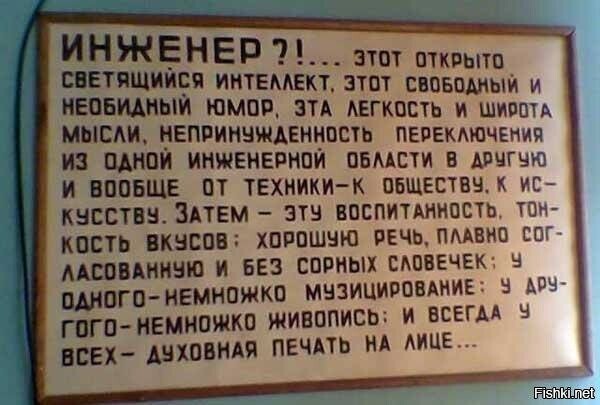 ИНЖЕНЕР ?!... ЭТОТ ОТКРЫТО
СВЕТЯЩИЙСЯ ИНТЕЛЛЕКТ, ЭТОТ СВОБОДНЫЙ И
НЕОБИДНЫЙ ЮМОР, ЭТА ЛЕГКОСТЬ И ШИРОТА
МЫСЛИ, НЕПРИНУЖДЕННОСТЬ ПЕРЕКЛЮЧЕНИЯ
ИЗ ОДНОЙ ИНЖЕНЕРНОЙ ОБЛАСТИ В ДРУГУЮ
И ВООБЩЕ ОТ ТЕХНИКИ-К ОБЩЕСТВУ, К ИС-
КУССТВУ. ЗАТЕМ - ЭТУ ВОСПИТАННОСТЬ, ТОН-
КОСТЬ ВКУСОВ; ХОРОШУЮ РЕЧЬ, ПЛАВНО СОГ-
ЛАСОВАННУЮ И БЕЗ СОРНЫХ СЛОВЕЧЕК; У
ОДНОГО-НЕМНОЖКО МУЗИЦИРОВАНИЕ; У ДРУ-
ГОГО-НЕМНОЖКО ЖИВОПИСЬ; И ВСЕГДА У
ВСЕХ- ДУХОВНАЯ ПЕЧАТЬ НА ЛИЦЕ...
Fishki.net